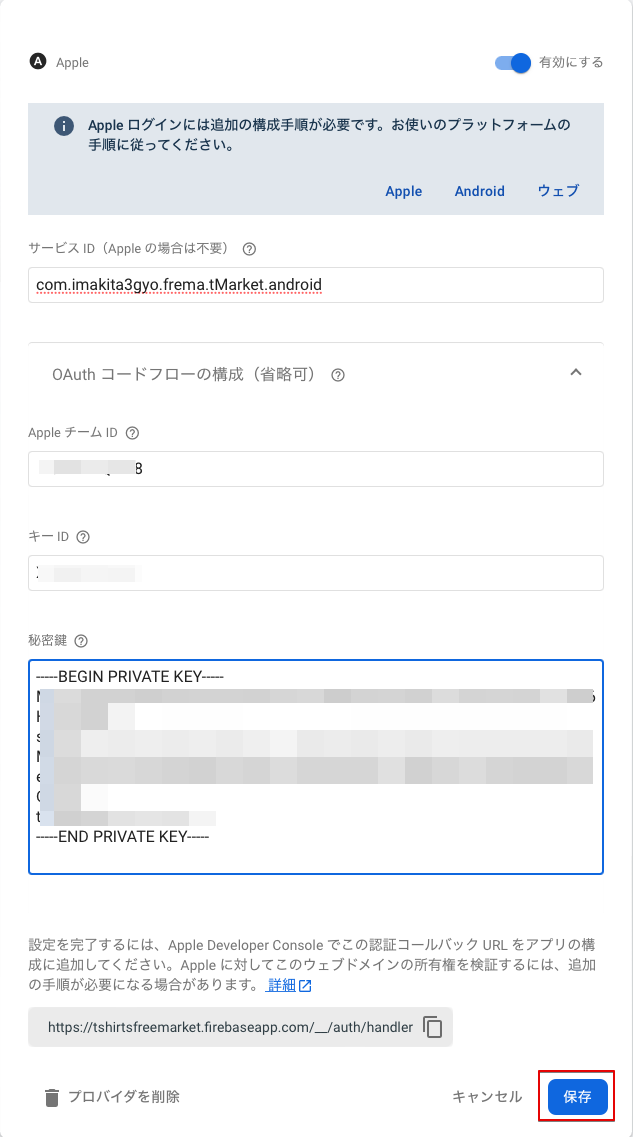 Apple
有効にする
Apple ログインには追加の構成手順が必要です。お使いのプラットフォームの
手順に従ってください。
Apple Android ウェブ
サービス ID（Apple の場合は不要）
com.imakita3gyo.frema.tMarket.android
OAuth コードフローの構成（省略可）
Apple チーム ID
8
キー ID
秘密鍵
-----BEGIN PRIVATE KEY-----
-----END PRIVATE KEY-----
設定を完了するには、Apple Developer Console でこの認証コールバック URL をアプリの構
成に追加してください。Apple に対してこのウェブドメインの所有権を検証するには、追加
の手順が必要になる場合があります。詳細
https://tshirtsfreemarket.firebaseapp.com/__/auth/handler
プロバイダを削除
キャンセル
保存